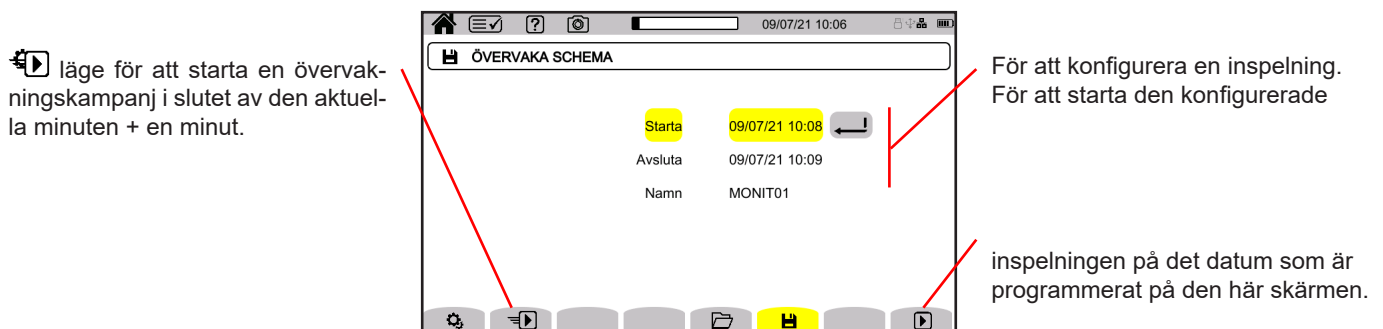 09/07/21 10:06
ÖVERVAKA SCHEMA
läge för att starta en övervak-
ningskampanj i slutet av den aktuel-
la minuten + en minut.
Starta 09/07/21 10:08
Avsluta 09/07/21 10:09
Namn MONIT01
För att konfigurera en inspelning.
För att starta den konfigurerade
inspelningen på det datum som är
programmerat på den här skärmen.